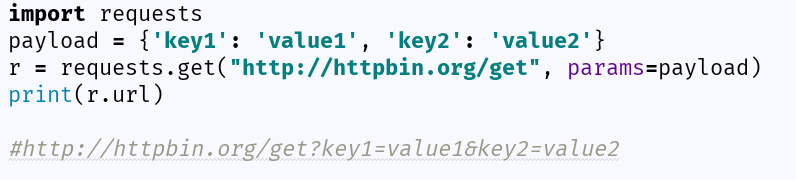 import requests
payload = {'key1': 'value1', 'key2': 'value2'}
r = requests.get("http://httpbin.org/get", params=payload)
print(r.url)
#http://httpbin.org/get?key1=value1&key2=value2